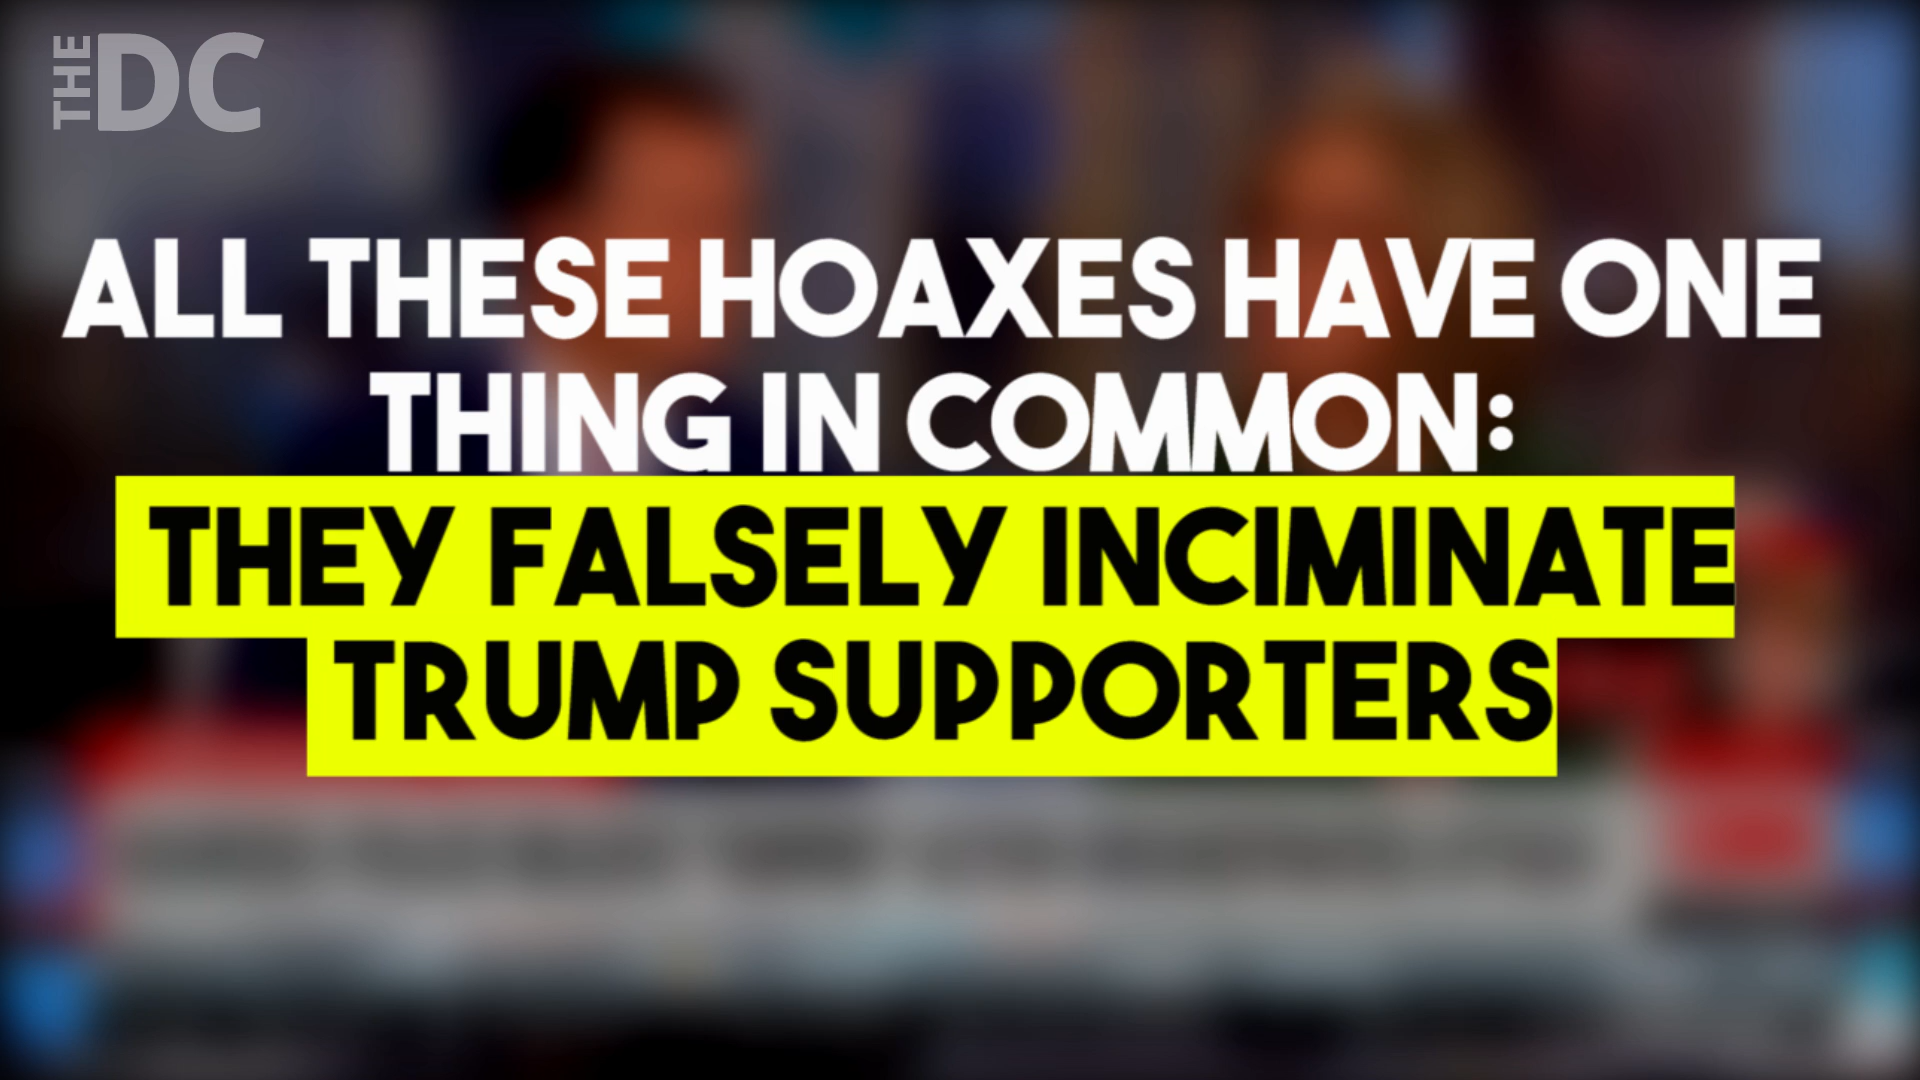 THE DC
ALL THESE HOAXES HAVE ONE
THING IN COMMON:
THEY FALSELY INCIMINATE
TRUMP SUPPORTERS